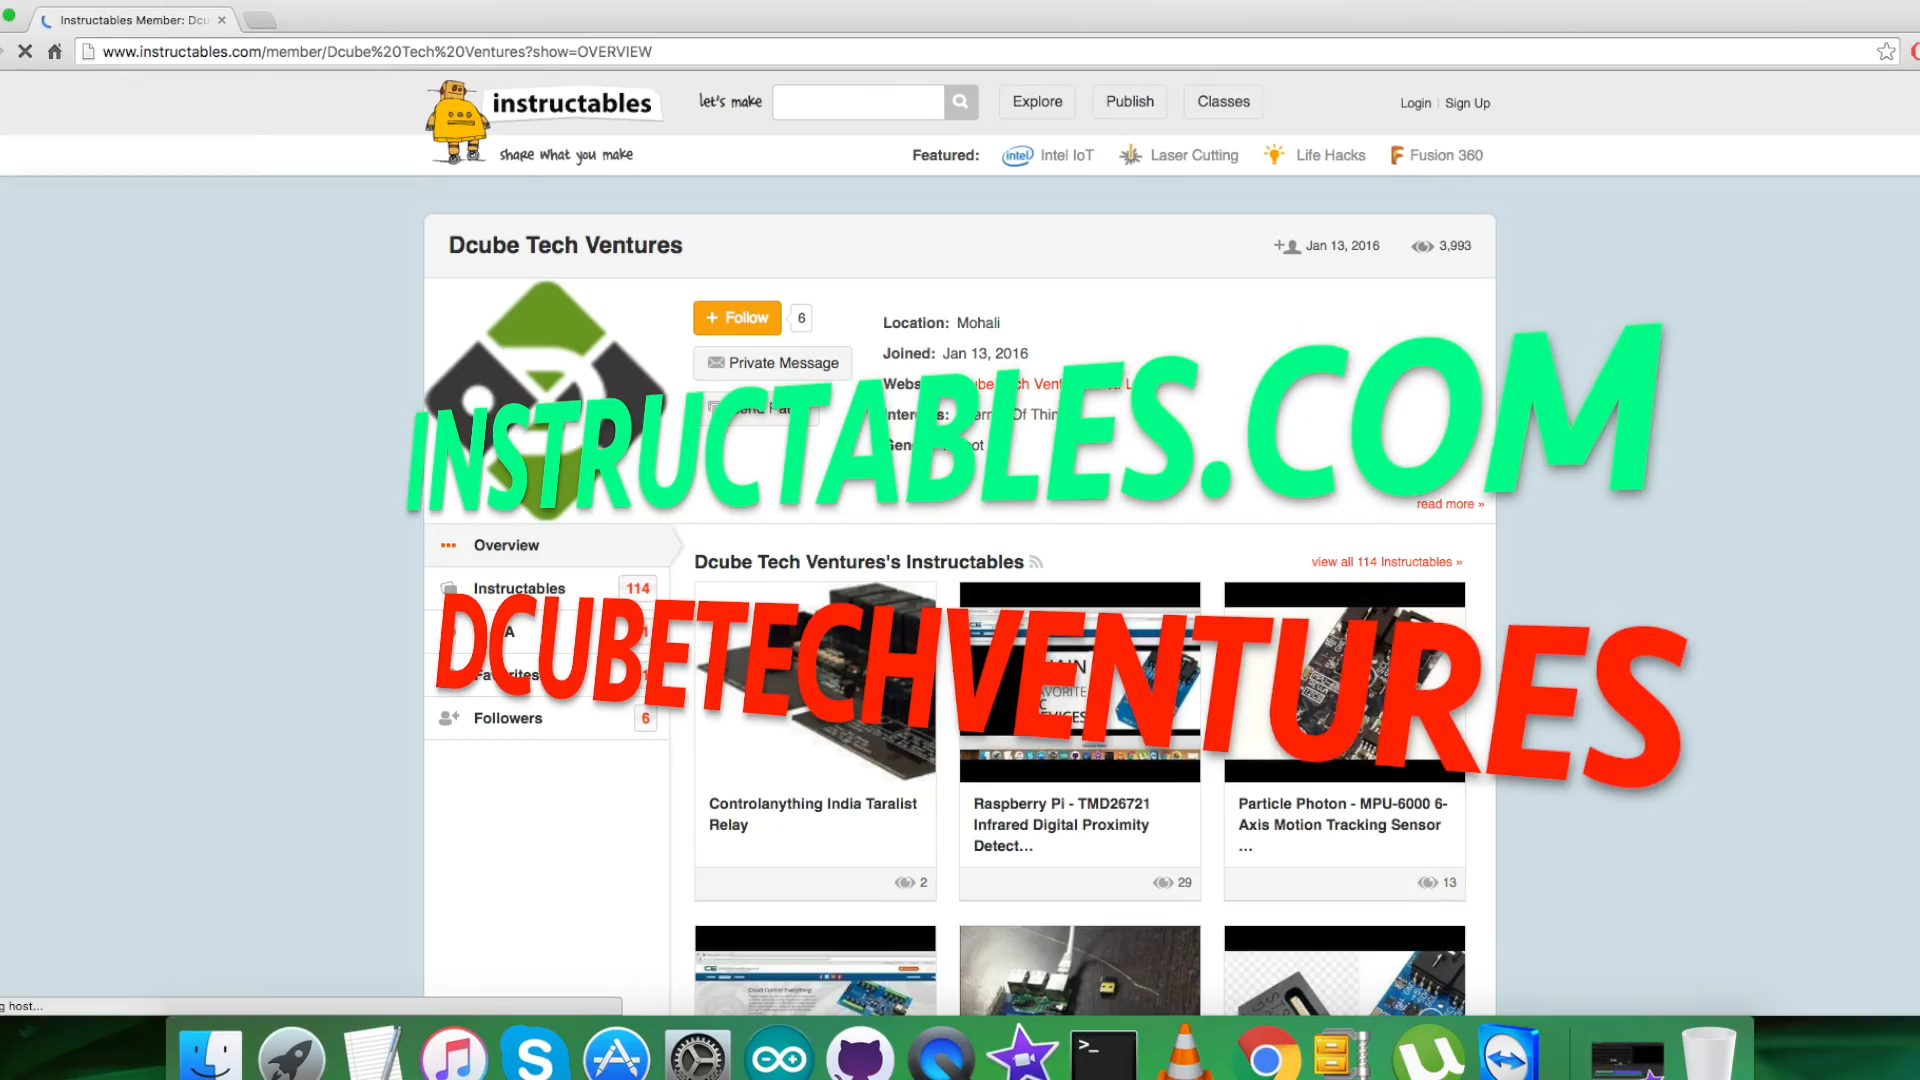 Instructables Member: Dcu
www.instructables.com/member/Dcube%20Tech%20Ventures?show=OVERVIEW
instructables
share what you make
let's make
Explore
Publish
Classes
Login
Sign Up
Featured:
intel
Intel IoT
Laser Cutting
Life Hacks
Fusion 360
Dcube Tech Ventures
Jan 13, 2016
3,993
+ Follow
6
Location: Mohali
Private Message
Joined: Jan 13, 2016
INSTRUCTABLES.COM
read more »
Overview
Dcube Tech Ventures's Instructables
view all 114 Instructables »
Instructables
114
DCUBETECHVENTURES
Favorites
Followers
6
Controlanything India Taralist
Relay
2
Raspberry Pi - TMD26721
Infrared Digital Proximity
Detect...
29
Particle Photon - MPU-6000 6-
Axis Motion Tracking Sensor
...
13
g host...